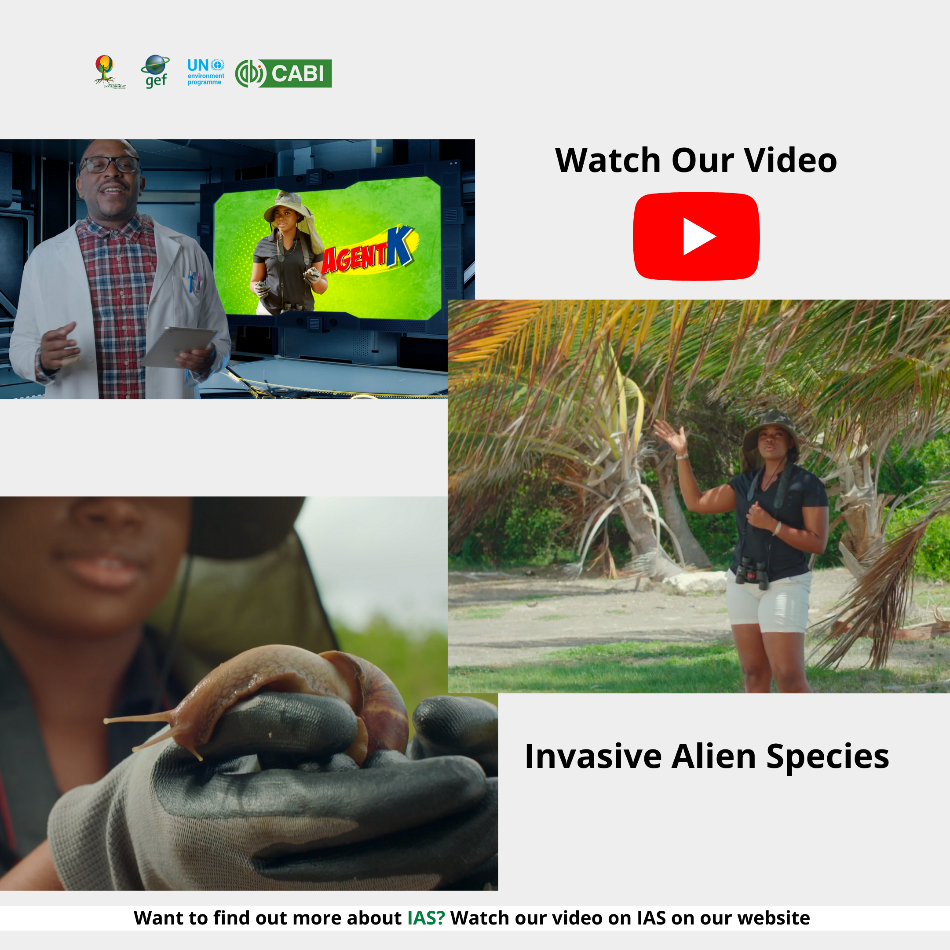 gef
UN
environment
programme
CABI
Watch Our Video
AGENT K
Invasive Alien Species
Want to find out more about IAS? Watch our video on IAS on our website